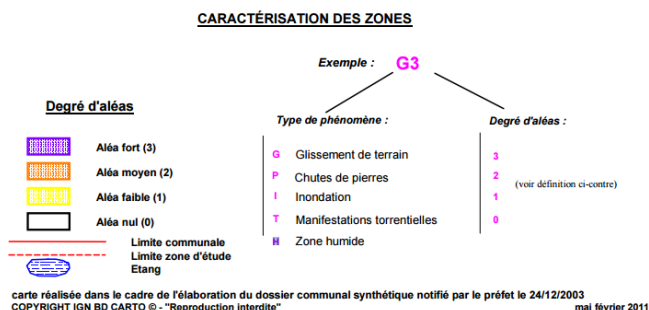 CARACTÉRISATION DES ZONES
Exemple : G3
Degré d'aléas
Aléa fort (3)
Aléa moyen (2)
Aléa faible (1)
Aléa nul (0)
Limite communale
Limite zone d'étude
Etang
Type de phénomène :
G Glissement de terrain
P Chutes de pierres
I Inondation
T Manifestations torrentielles
H Zone humide
Degré d'aléas :
3
2
1
0
(voir définition ci-contre)
carte réalisée dans le cadre de l'élaboration du dossier communal synthétique notifié par le préfet le 24/12/2003
COPYRIGHT IGN BD CARTO © - "Reproduction interdite"
mai février 2011